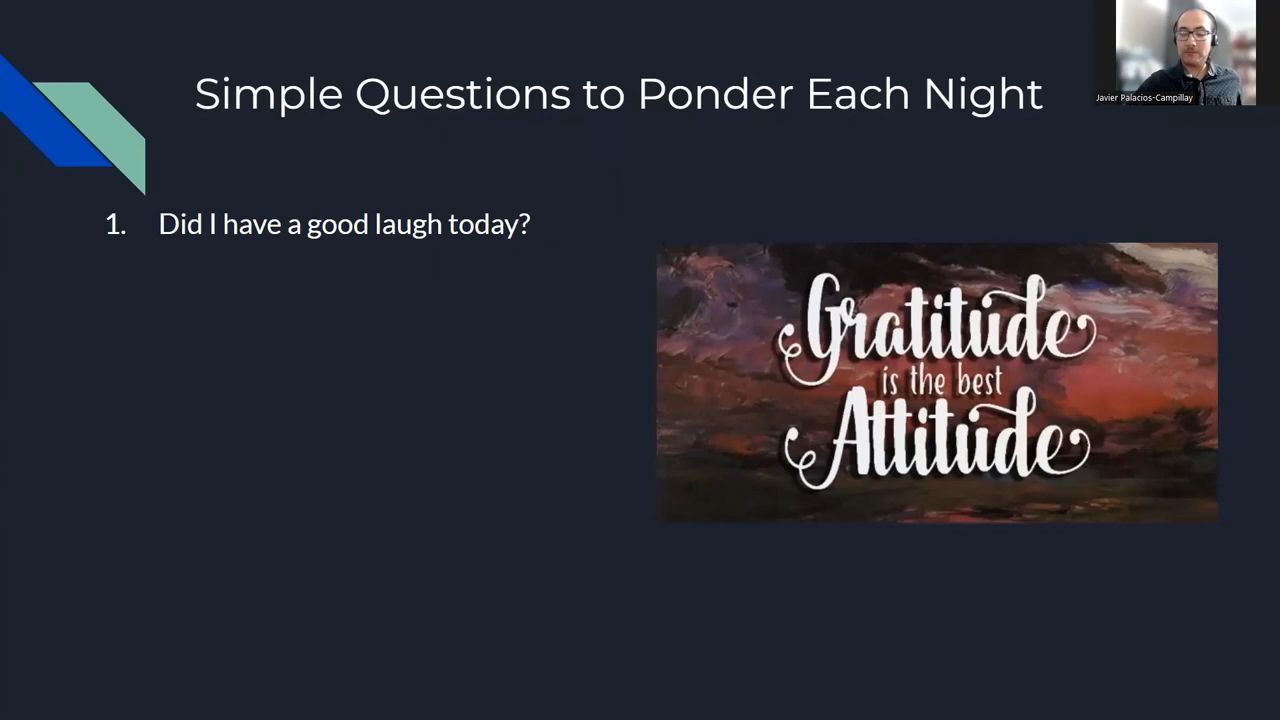 Simple Questions to Ponder Each Night
Javier Palacios-Campillay
1. Did I have a good laugh today?
Gratitude
is the best
Attitude